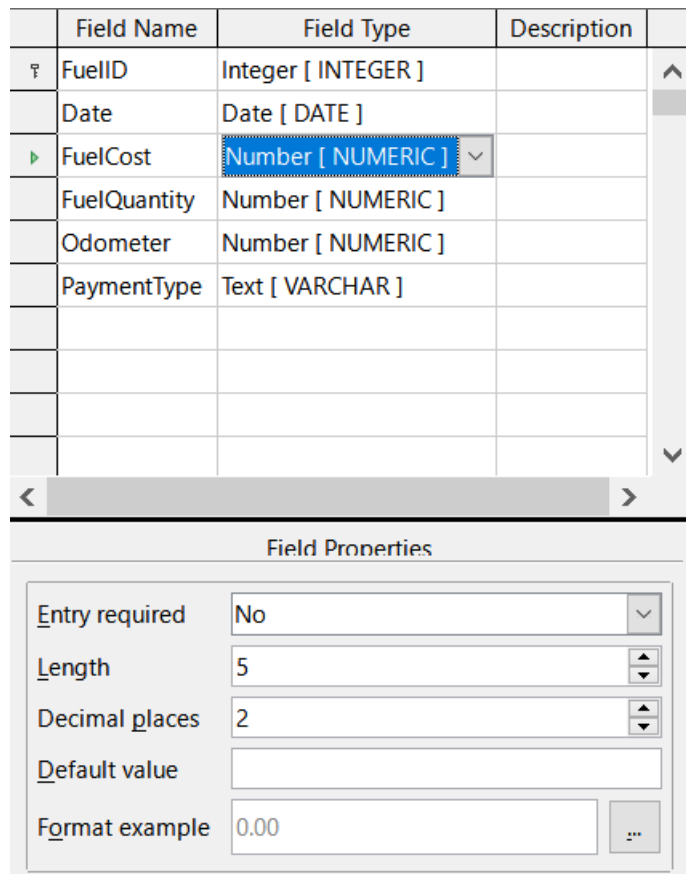 Field Name Field Type Description
FuelID Integer [ INTEGER ]
Date Date [ DATE ]
FuelCost Number [ NUMERIC ]
FuelQuantity Number [ NUMERIC ]
Odometer Number [ NUMERIC ]
PaymentType Text [ VARCHAR ]
Field Properties
Entry required No
Length 5
Decimal places 2
Default value
Format example 0.00 ...